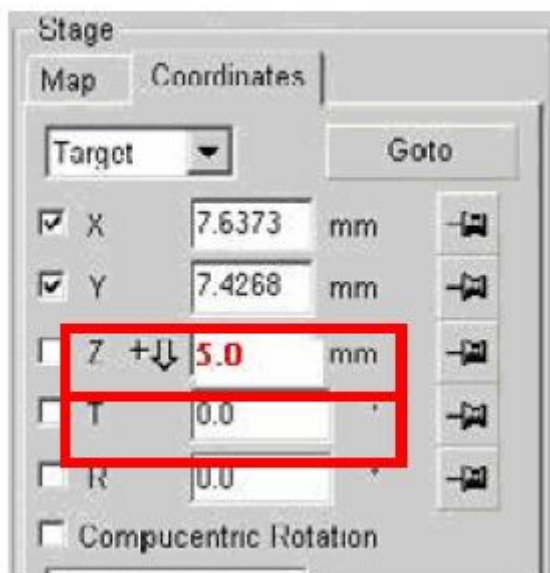 Stage
Map Coordinates
Target Goto
X 7.6373 mm
Y 7.4268 mm
Z +⇩ 5.0 mm
T 0.0 °
R 0.0 °
Compucentric Rotation